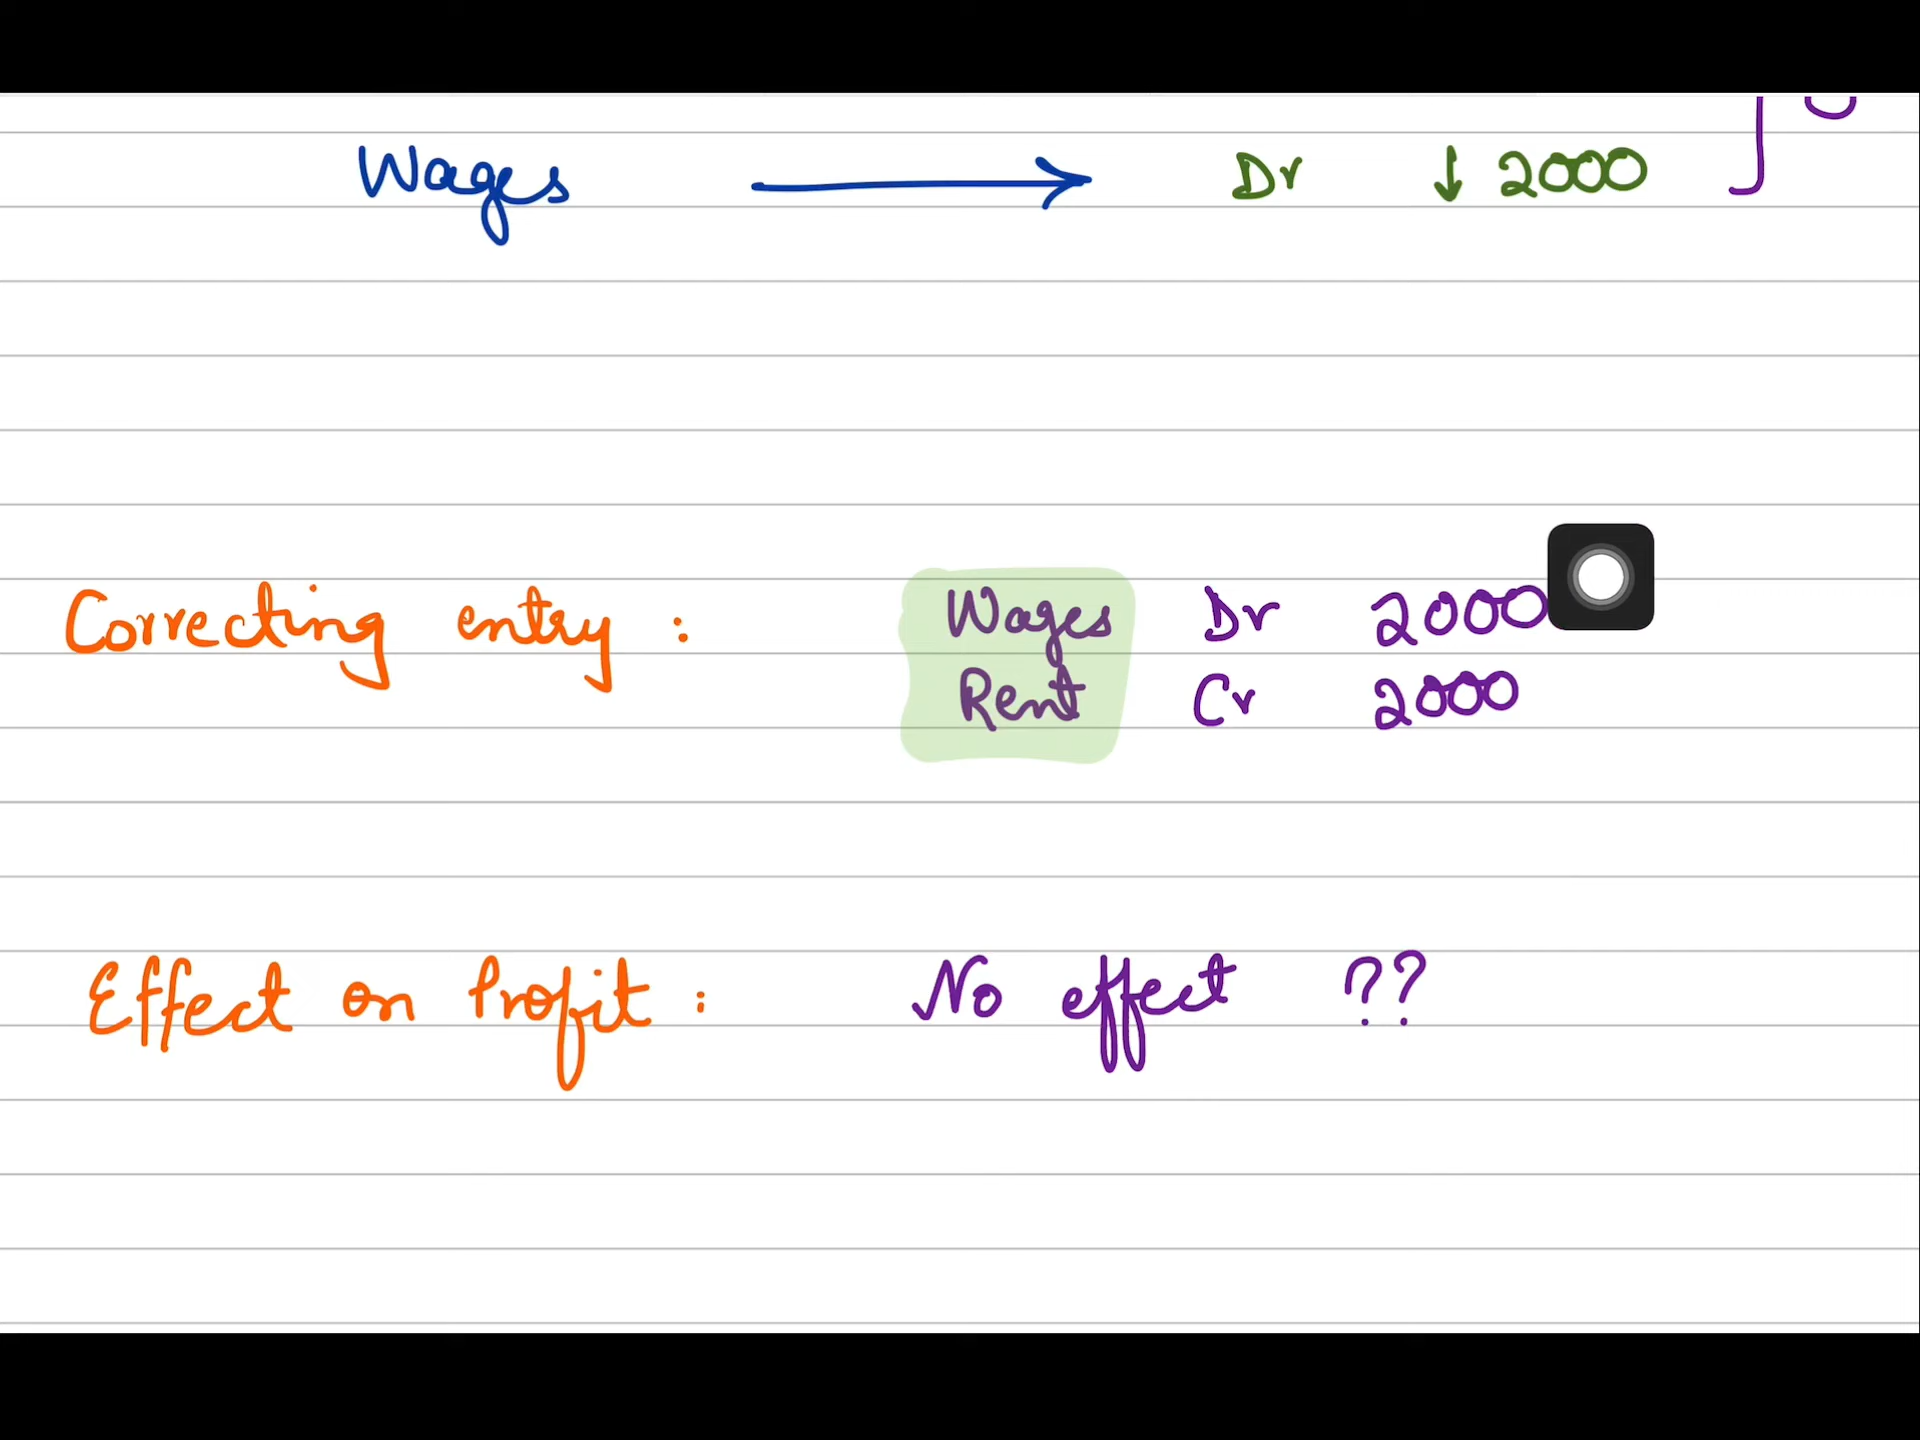 Wages → Dr ↓ 2000
Correcting entry : Wages Dr 2000
Rent Cr 2000
Effect on Profit : No effect ??